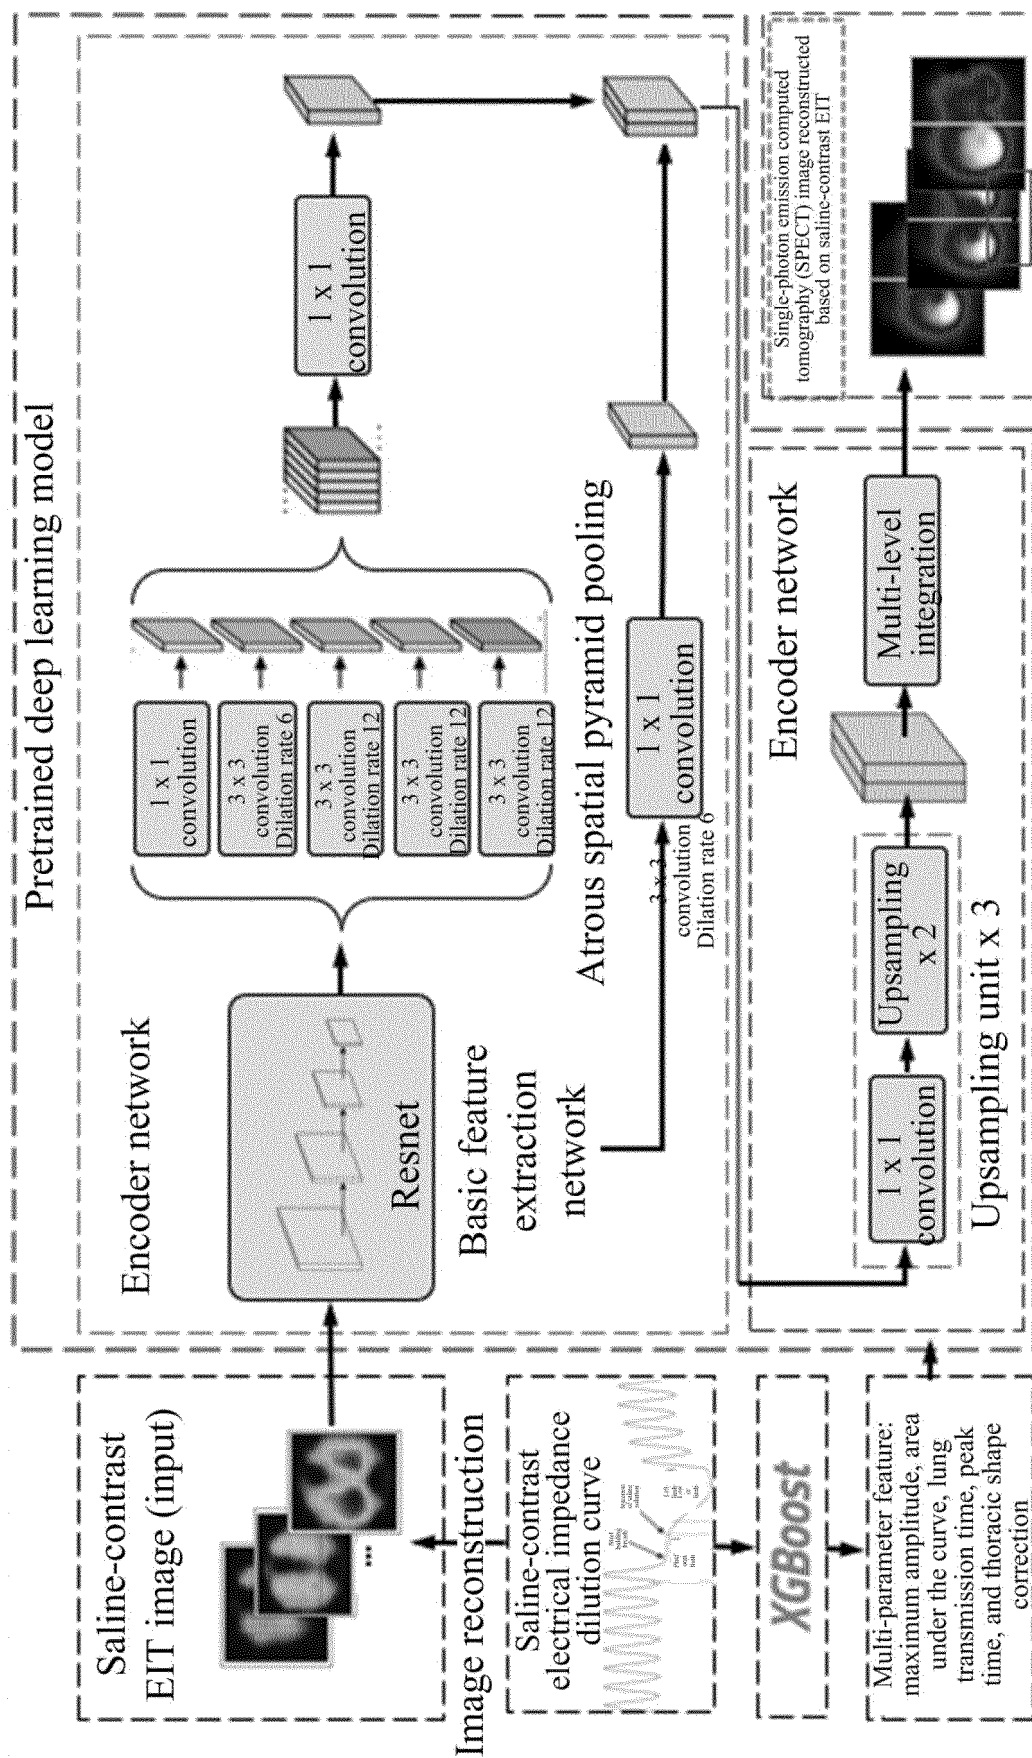 Pretrained deep learning model
Saline-contrast
EIT image (input)
Image reconstruction
Saline-contrast
electrical impedance
dilution curve
XGBoost
Multi-parameter feature:
maximum amplitude, area
under the curve, lung
transmission time, peak
time, and thoracic shape
correction
Encoder network
Resnet
Basic feature
extraction
network
1 x 1
convolution
3 x 3
convolution
Dilation rate 6
3 x 3
convolution
Dilation rate 12
3 x 3
convolution
Dilation rate 12
3 x 3
convolution
Dilation rate 12
1 x 1
convolution
Atrous spatial pyramid pooling
3 x 3
convolution
Dilation rate 6
1 x 1
convolution
Encoder network
1 x 1
convolution
Upsampling
x 2
Upsampling unit x 3
Multi-level
integration
Single-photon emission computed
tomography (SPECT) image reconstructed
based on saline-contrast EIT